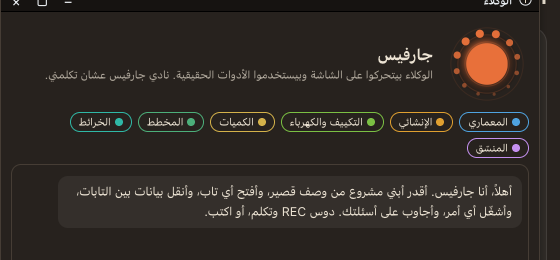 الوكلاء
جارفيس
الوكلاء بيتحركوا على الشاشة وبيستخدموا الأدوات الحقيقية. نادي جارفيس عشان تكلمني.
المعماري
الإنشائي
التكييف والكهرباء
الكميات
المخطط
الخرائط
المنسّق
أهلاً، أنا جارفيس. أقدر أبني مشروع من وصف قصير، وأفتح أي تاب، وأنقل بيانات بين التابات،
وأشغّل أي أمر، وأجاوب على أسئلتك. دوس REC وتكلم، أو اكتب.